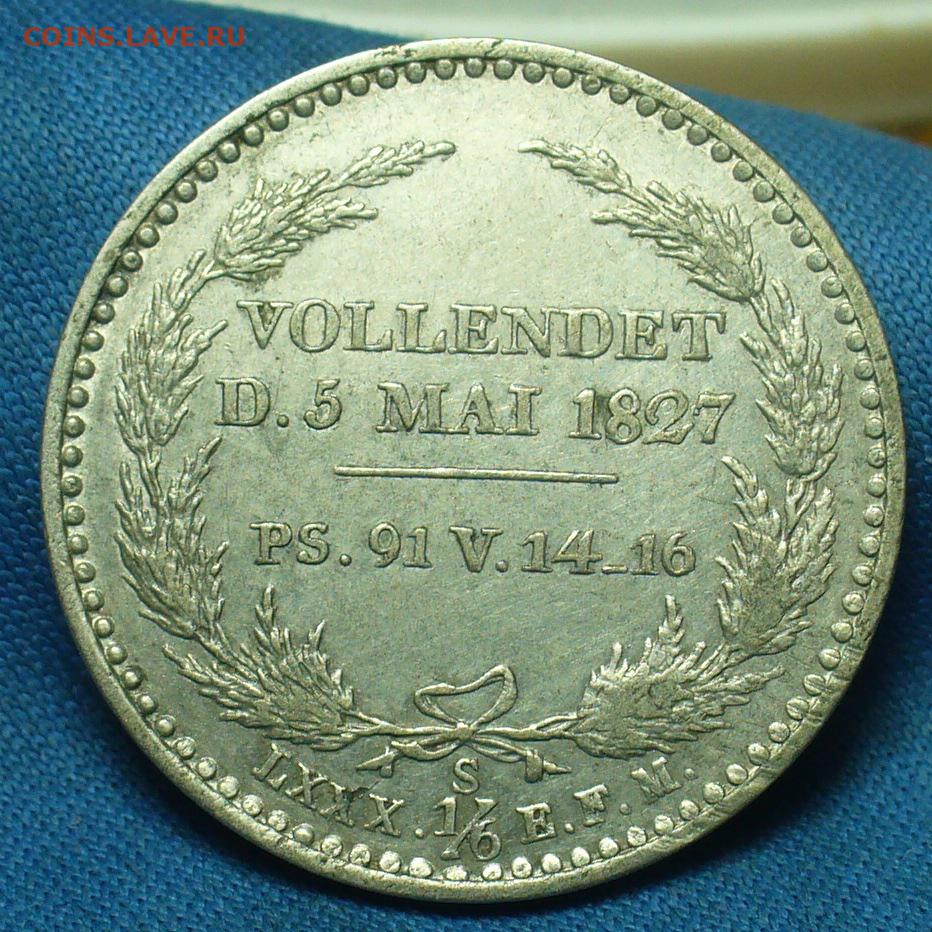 COINS.LAVE.RU
VOLLENDET
D. 5 MAI 1827
PS. 91 V. 14_16
S
LXXX. 1/6 E. F. M.